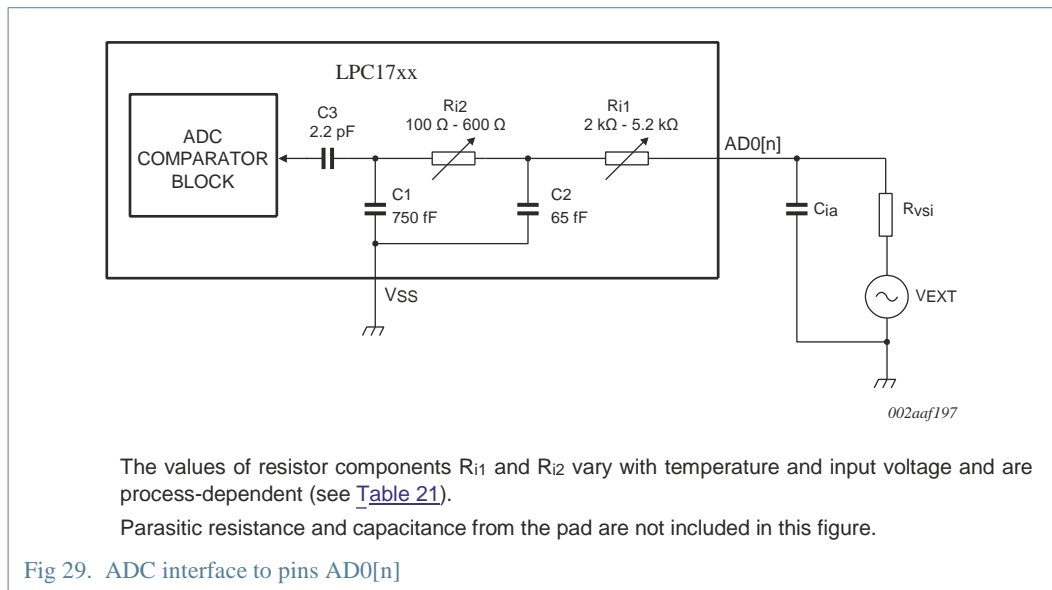 LPC17xx
ADC
COMPARATOR
BLOCK
C3
2.2 pF
Ri2
100 Ω - 600 Ω
Ri1
2 kΩ - 5.2 kΩ
AD0[n]
C1
750 fF
C2
65 fF
Cia
Rvsi
VSS
VEXT
002aaf197
The values of resistor components Ri1 and Ri2 vary with temperature and input voltage and are
process-dependent (see Table 21).
Parasitic resistance and capacitance from the pad are not included in this figure.
Fig 29. ADC interface to pins AD0[n]